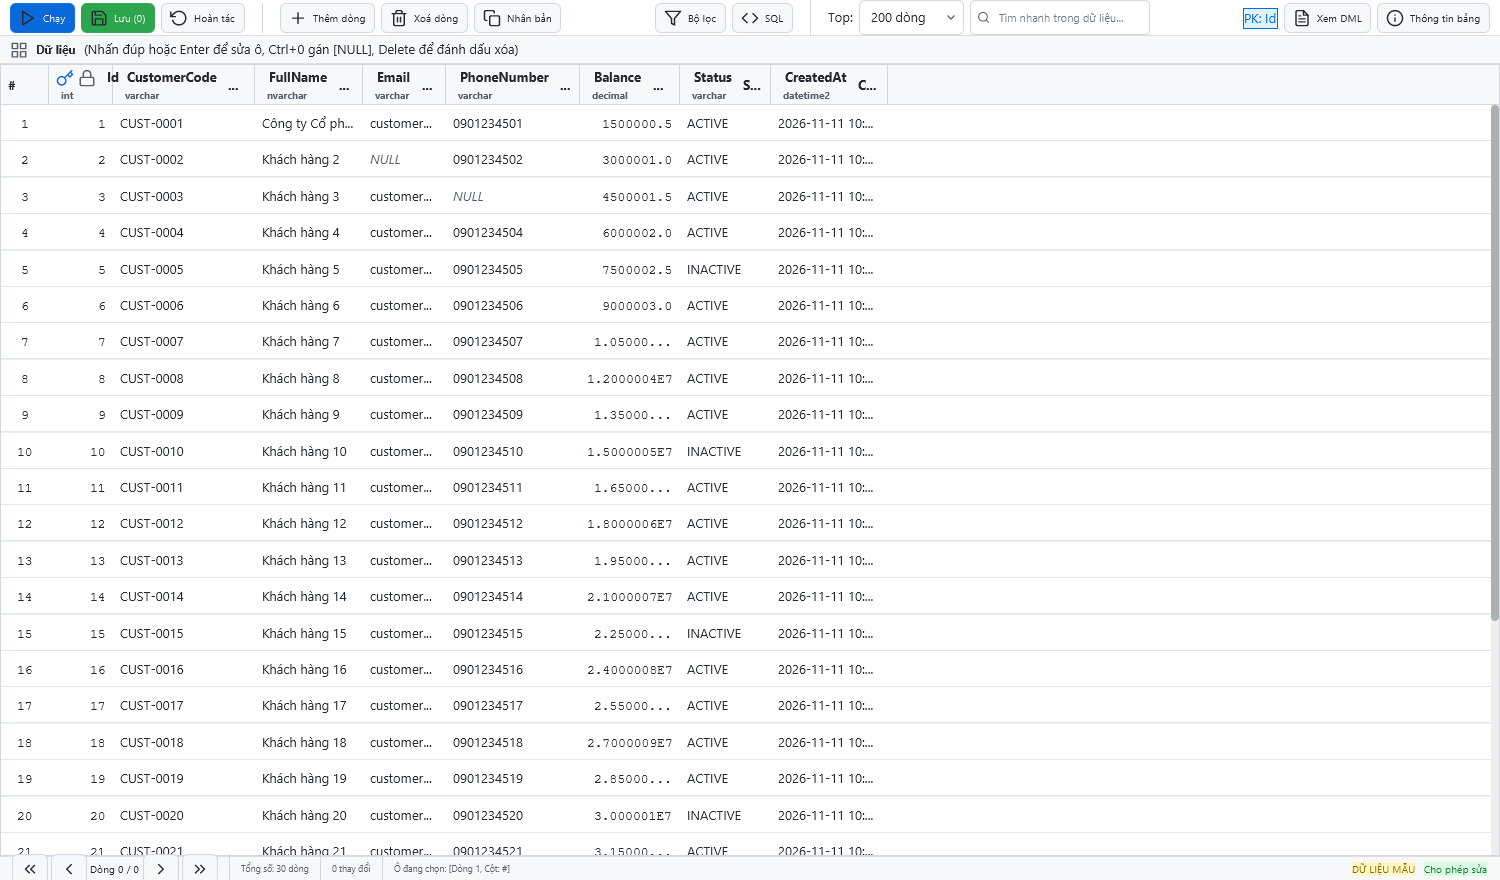 Chạy Lưu (0) Hoàn tác Thêm dòng Xoá dòng Nhân bản Bộ lọc SQL Top: 200 dòng Tìm nhanh trong dữ liệu... PK: Id Xem DML Thông tin bảng
Dữ liệu (Nhấn đúp hoặc Enter để sửa ô, Ctrl+0 gán [NULL], Delete để đánh dấu xóa)
# Id CustomerCode ... FullName ... Email ... PhoneNumber ... Balance ... Status S... CreatedAt C...
int varchar nvarchar varchar varchar decimal varchar datetime2
1 1 CUST-0001 Công ty Cổ ph... customer... 0901234501 1500000.5 ACTIVE 2026-11-11 10:...
2 2 CUST-0002 Khách hàng 2 NULL 0901234502 3000001.0 ACTIVE 2026-11-11 10:...
3 3 CUST-0003 Khách hàng 3 customer... NULL 4500001.5 ACTIVE 2026-11-11 10:...
4 4 CUST-0004 Khách hàng 4 customer... 0901234504 6000002.0 ACTIVE 2026-11-11 10:...
5 5 CUST-0005 Khách hàng 5 customer... 0901234505 7500002.5 INACTIVE 2026-11-11 10:...
6 6 CUST-0006 Khách hàng 6 customer... 0901234506 9000003.0 ACTIVE 2026-11-11 10:...
7 7 CUST-0007 Khách hàng 7 customer... 0901234507 1.05000... ACTIVE 2026-11-11 10:...
8 8 CUST-0008 Khách hàng 8 customer... 0901234508 1.2000004E7 ACTIVE 2026-11-11 10:...
9 9 CUST-0009 Khách hàng 9 customer... 0901234509 1.35000... ACTIVE 2026-11-11 10:...
10 10 CUST-0010 Khách hàng 10 customer... 0901234510 1.5000005E7 INACTIVE 2026-11-11 10:...
11 11 CUST-0011 Khách hàng 11 customer... 0901234511 1.65000... ACTIVE 2026-11-11 10:...
12 12 CUST-0012 Khách hàng 12 customer... 0901234512 1.8000006E7 ACTIVE 2026-11-11 10:...
13 13 CUST-0013 Khách hàng 13 customer... 0901234513 1.95000... ACTIVE 2026-11-11 10:...
14 14 CUST-0014 Khách hàng 14 customer... 0901234514 2.1000007E7 ACTIVE 2026-11-11 10:...
15 15 CUST-0015 Khách hàng 15 customer... 0901234515 2.25000... INACTIVE 2026-11-11 10:...
16 16 CUST-0016 Khách hàng 16 customer... 0901234516 2.4000008E7 ACTIVE 2026-11-11 10:...
17 17 CUST-0017 Khách hàng 17 customer... 0901234517 2.55000... ACTIVE 2026-11-11 10:...
18 18 CUST-0018 Khách hàng 18 customer... 0901234518 2.7000009E7 ACTIVE 2026-11-11 10:...
19 19 CUST-0019 Khách hàng 19 customer... 0901234519 2.85000... ACTIVE 2026-11-11 10:...
20 20 CUST-0020 Khách hàng 20 customer... 0901234520 3.000001E7 INACTIVE 2026-11-11 10:...
21 21 CUST-0021 Khách hàng 21 customer... 0901234521 3.15000... ACTIVE 2026-11-11 10:...
Dòng 0 / 0 Tổng số: 30 dòng 0 thay đổi Ô đang chọn: [Dòng 1, Cột: #] DỮ LIỆU MẪU Cho phép sửa